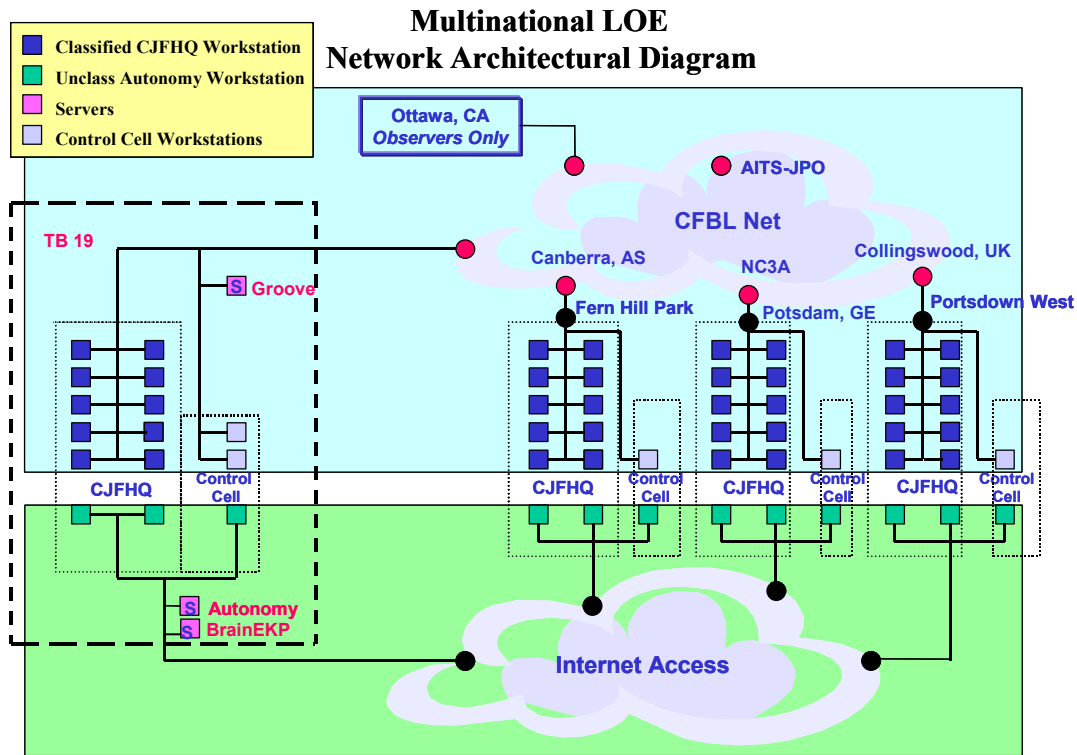 Multinational LOE
Network Architectural Diagram
Classified CJFHQ Workstation
Unclass Autonomy Workstation
Servers
Control Cell Workstations
Ottawa, CA
Observers Only
AITS-JPO
CFBL Net
TB 19
Canberra, AS
NC3A
Collingswood, UK
S
Groove
Fern Hill Park
Potsdam, GE
Portsdown West
CJFHQ
Control
Cell
CJFHQ
Control
Cell
CJFHQ
Control
Cell
CJFHQ
Control
Cell
S
Autonomy
S
BrainEKP
Internet Access